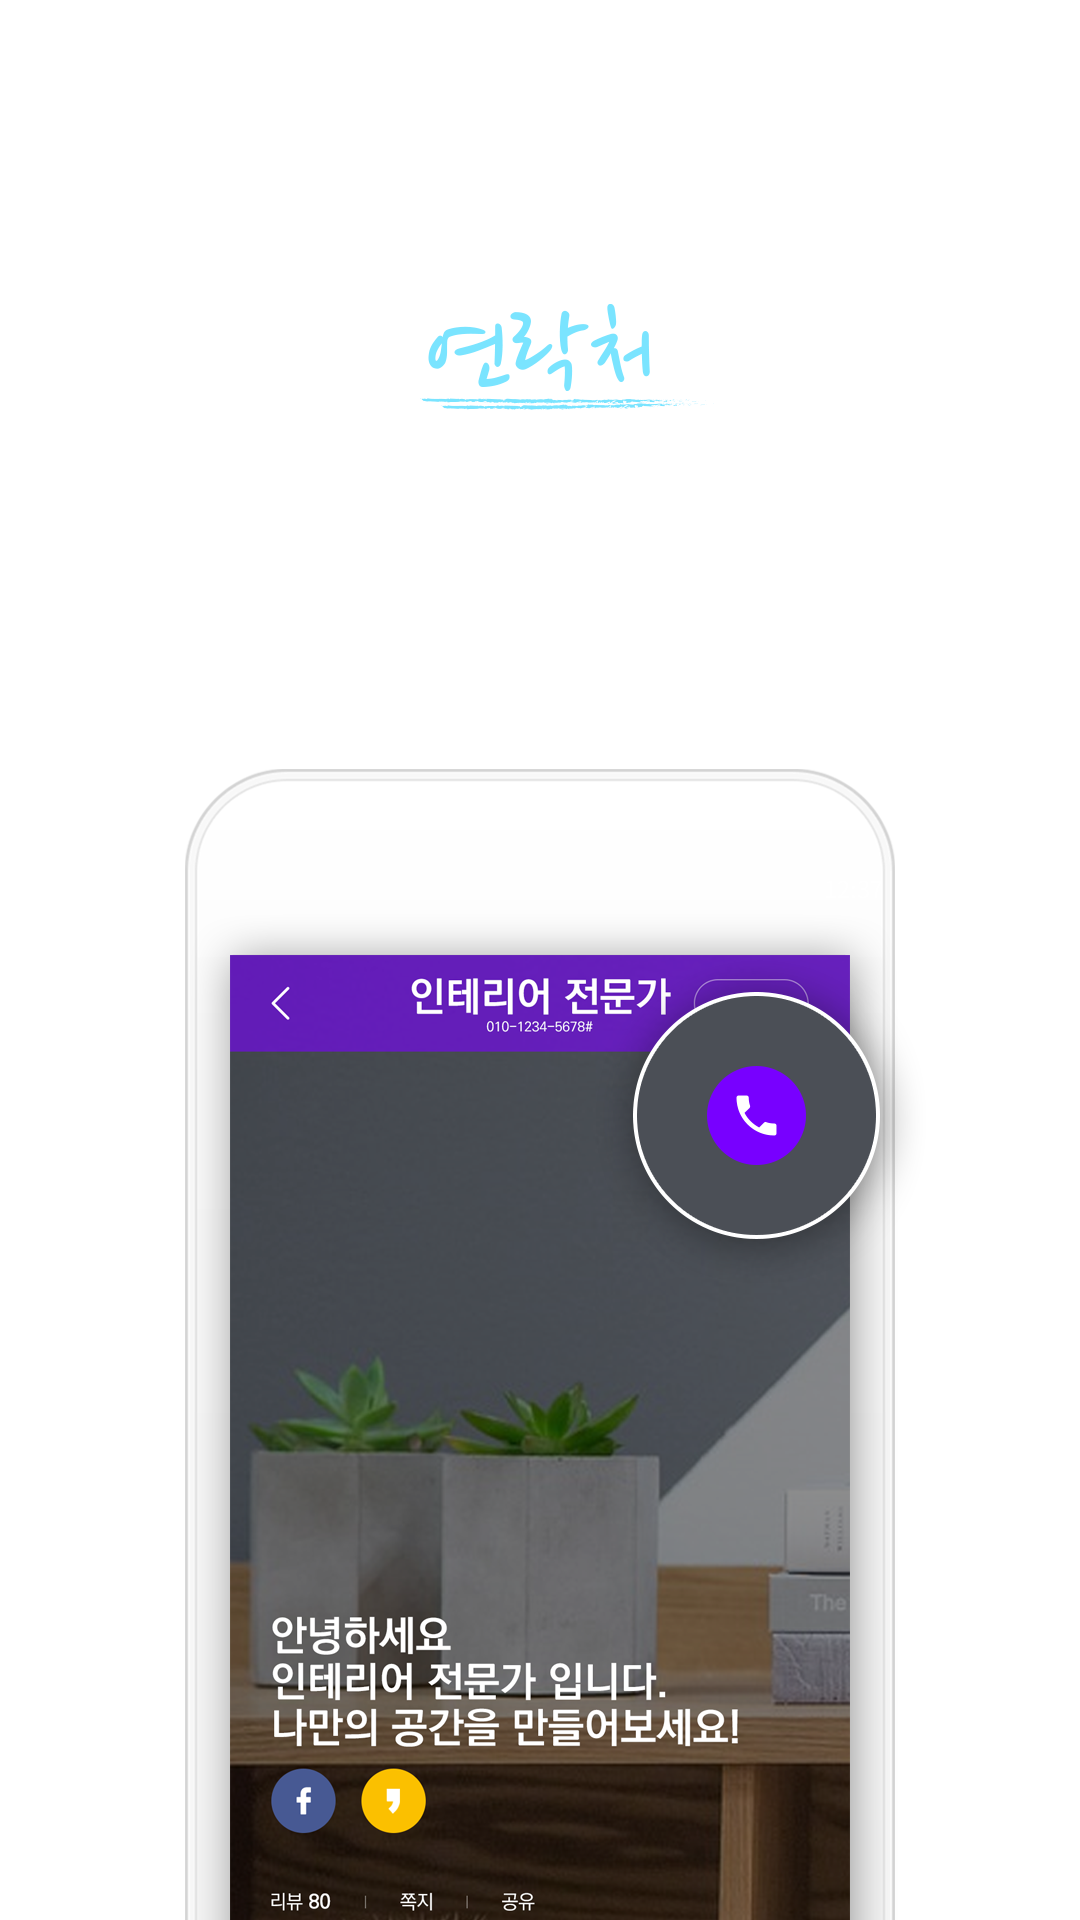 연락처
인테리어 전문가
010-1234-5678#
The
안녕하세요
인테리어 전문가 입니다.
나만의 공간을 만들어보세요!
리뷰 80 쪽지 공유